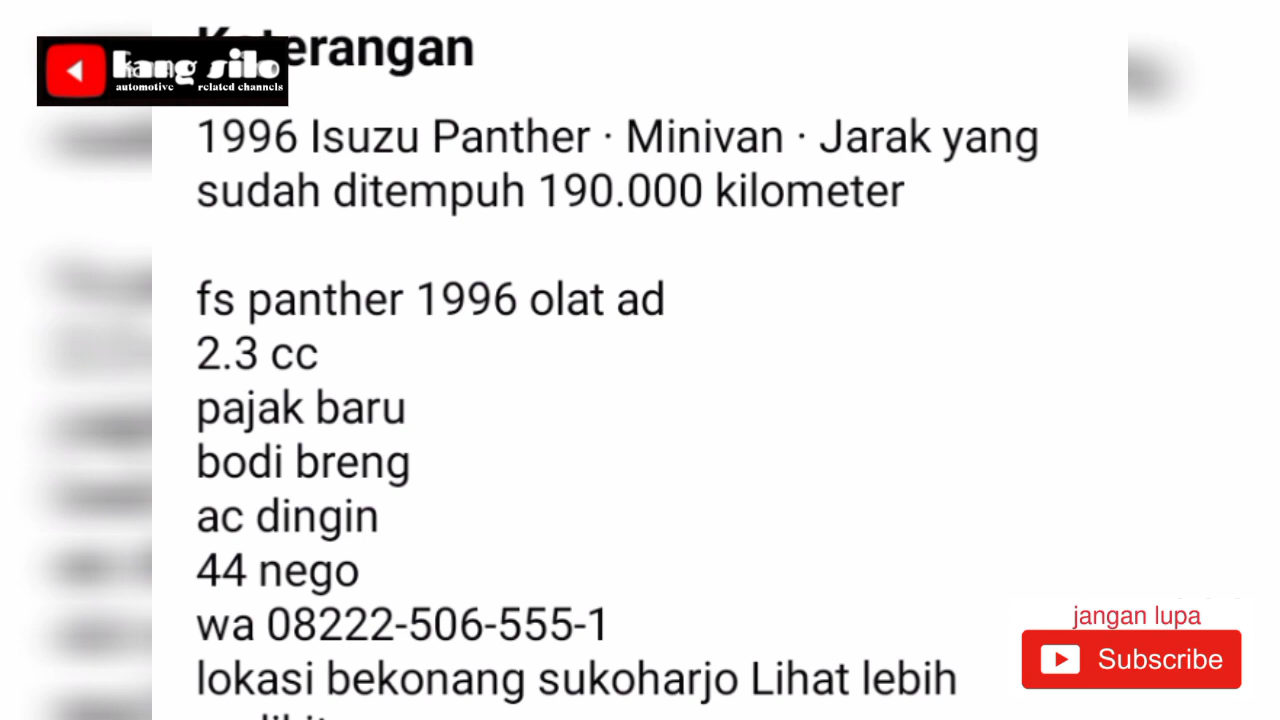 Keterangan
kang silo
automotive related channels
1996 Isuzu Panther · Minivan · Jarak yang
sudah ditempuh 190.000 kilometer
fs panther 1996 olat ad
2.3 cc
pajak baru
bodi breng
ac dingin
44 nego
wa 08222-506-555-1
lokasi bekonang sukoharjo Lihat lebih
jangan lupa
Subscribe